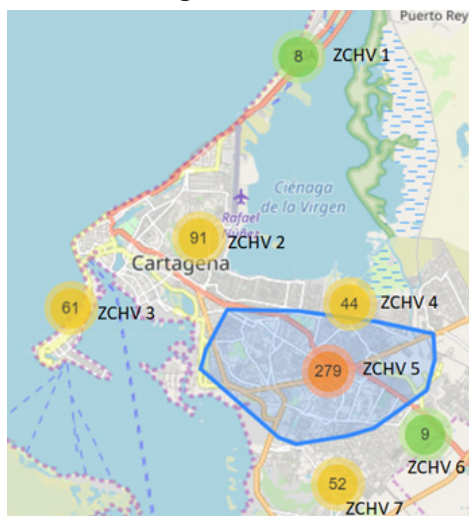 Puerto Rey
8 ZCHV 1
Ciénaga
de la Virgen
Rafael
Núñez
91 ZCHV 2
Cartagena
61 ZCHV 3
44 ZCHV 4
279 ZCHV 5
9
ZCHV 6
52
ZCHV 7